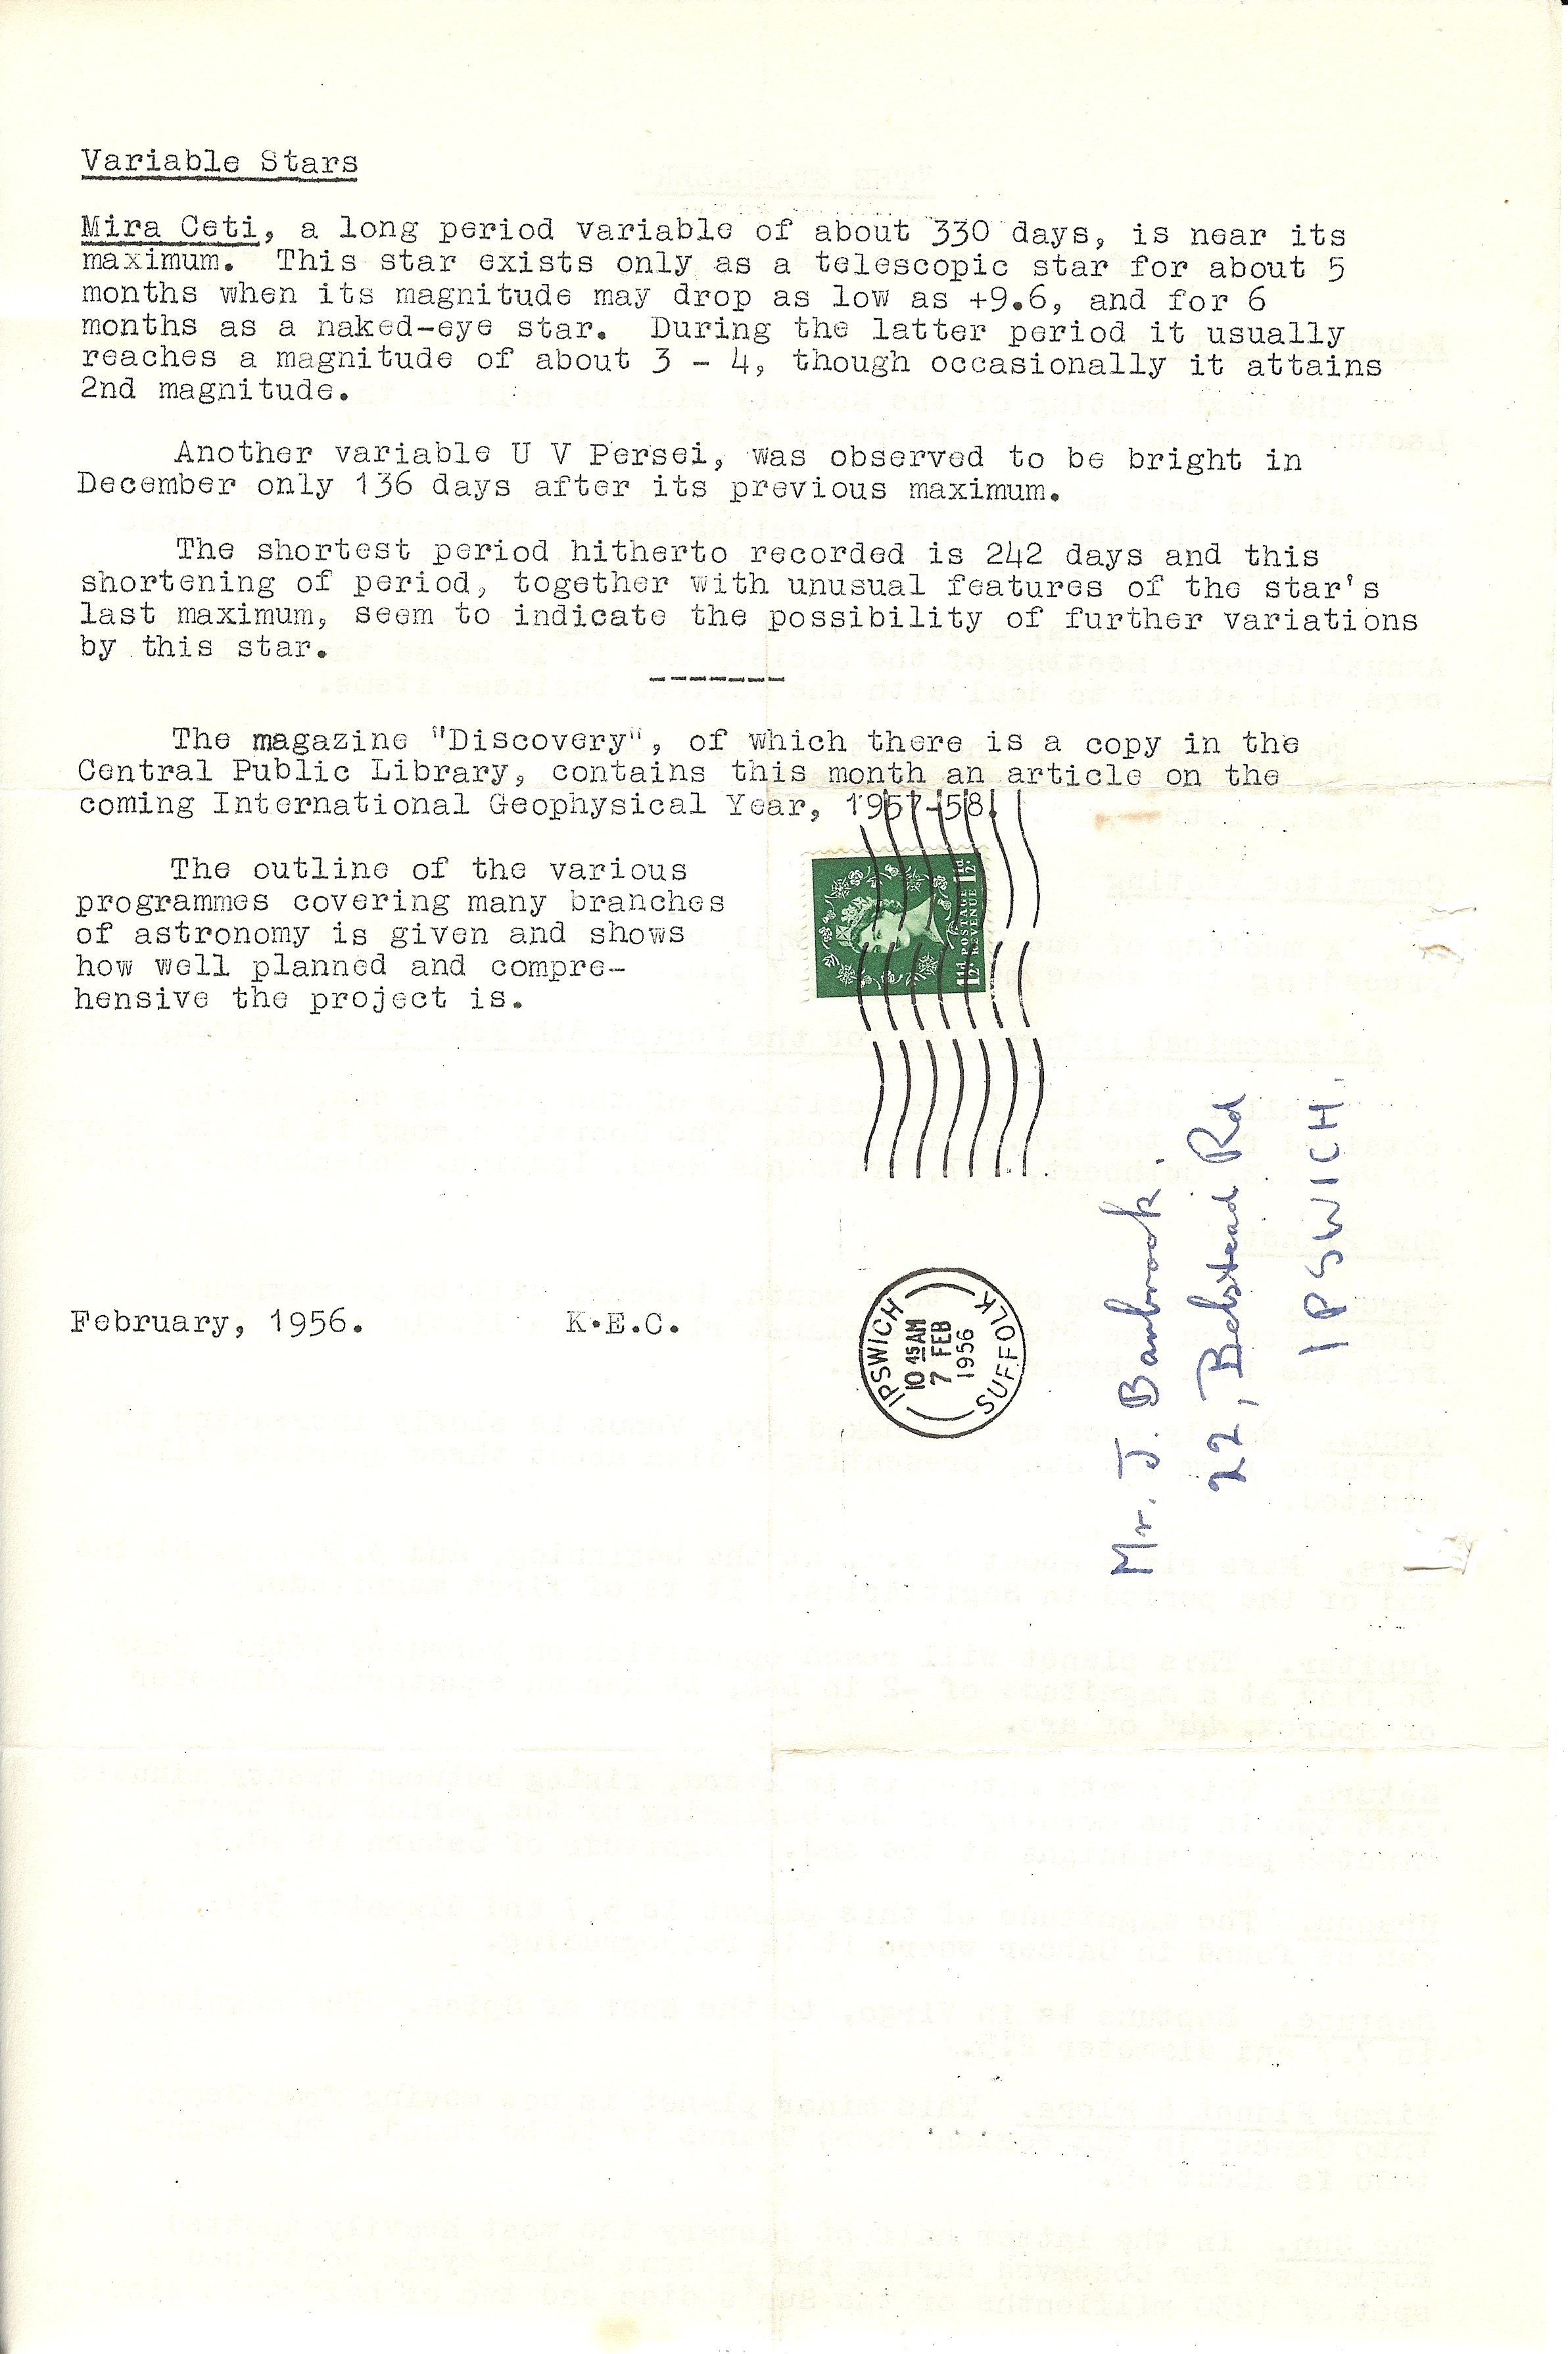 Variable Stars
Mira Ceti, a long period variable of about 330 days, is near its
maximum. This star exists only as a telescopic star for about 5
months when its magnitude may drop as low as +9.6, and for 6
months as a naked-eye star. During the latter period it usually
reaches a magnitude of about 3 - 4, though occasionally it attains
2nd magnitude.
Another variable U V Persei, was observed to be bright in
December only 136 days after its previous maximum.
The shortest period hitherto recorded is 242 days and this
shortening of period, together with unusual features of the star's
last maximum, seem to indicate the possibility of further variations
by this star.
-------
The magazine "Discovery", of which there is a copy in the
Central Public Library, contains this month an article on the
coming International Geophysical Year, 1957-58.
The outline of the various
programmes covering many branches
of astronomy is given and shows
how well planned and compre-
hensive the project is.
February, 1956. K.E.C.
1½d POSTAGE 1½d
REVENUE
IPSWICH
10 45 AM
7 FEB
1956
SUFFOLK
Mr. J. Barbrook.
22, Belstead Rd
IPSWICH.